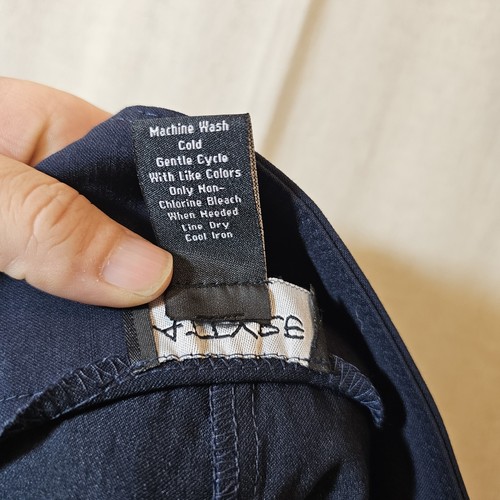 Machine Wash
Cold
Gentle Cycle
With Like Colors
Only Non-
Chlorine Bleach
When Needed
Line Dry
Cool Iron